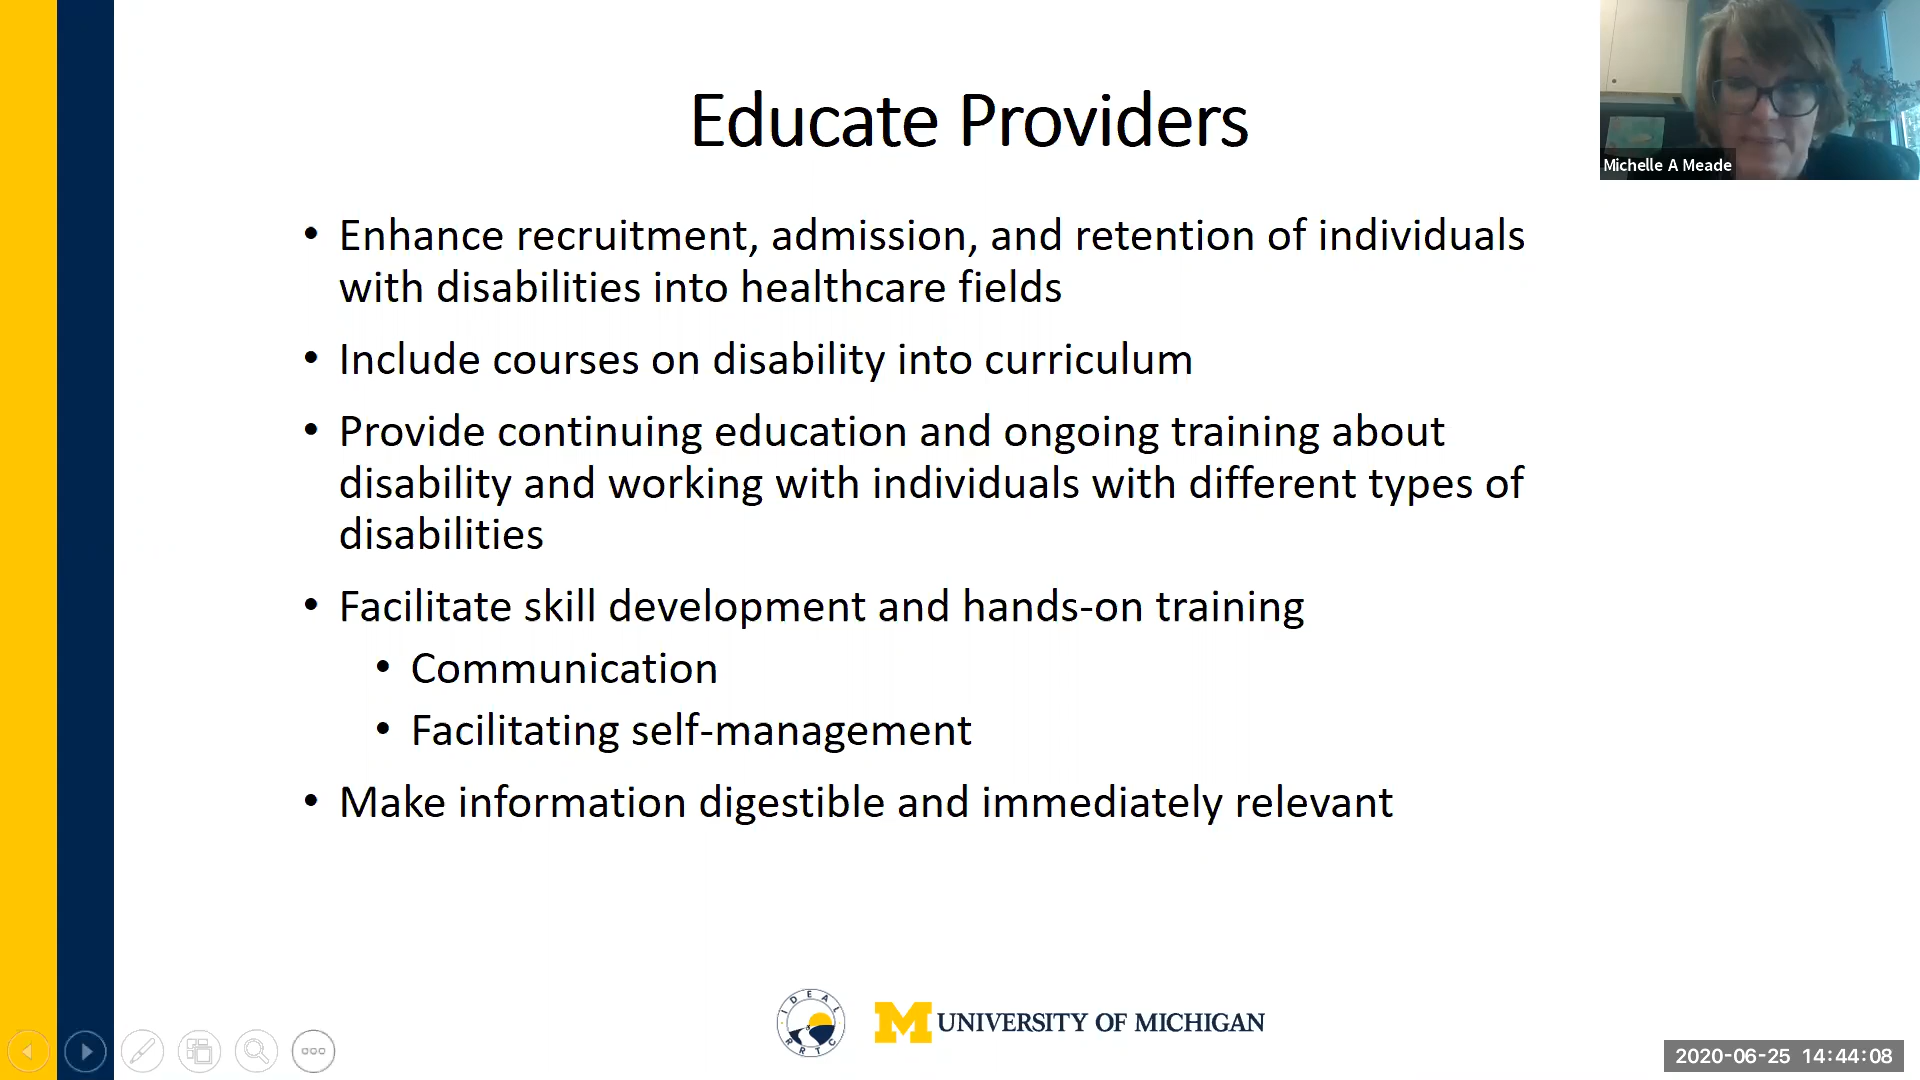 Educate Providers
Michelle A Meade
• Enhance recruitment, admission, and retention of individuals
with disabilities into healthcare fields
• Include courses on disability into curriculum
• Provide continuing education and ongoing training about
disability and working with individuals with different types of
disabilities
• Facilitate skill development and hands-on training
• Communication
• Facilitating self-management
• Make information digestible and immediately relevant
IDEAL
RRTC
M UNIVERSITY OF MICHIGAN
2020-06-25 14:44:08